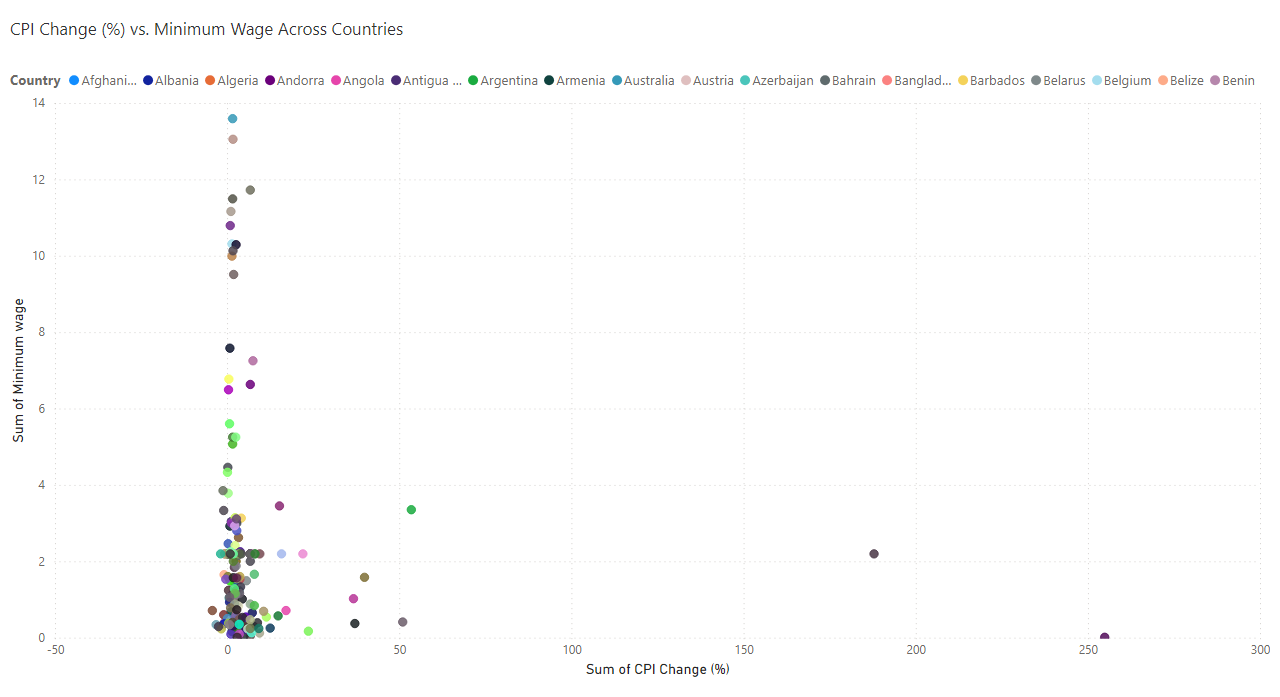 CPI Change (%) vs. Minimum Wage Across Countries
Country Afghani... Albania Algeria Andorra Angola Antigua ... Argentina Armenia Australia Austria Azerbaijan Bahrain Banglad... Barbados Belarus Belgium Belize Benin
14
12
10
8
6
4
2
0
Sum of Minimum wage
-50 0 50 100 150 200 250 300
Sum of CPI Change (%)